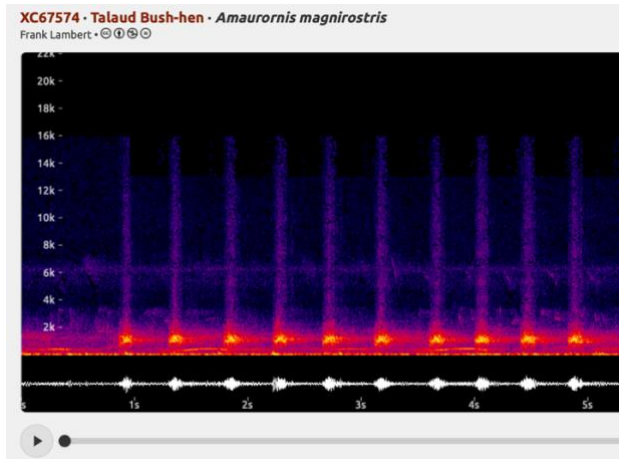 XC67574 · Talaud Bush-hen · Amaurornis magnirostris
Frank Lambert •
22k
20k
18k
16k
14k
12k
10k
8k
6k
4k
2k
s
1s
2s
3s
4s
5s